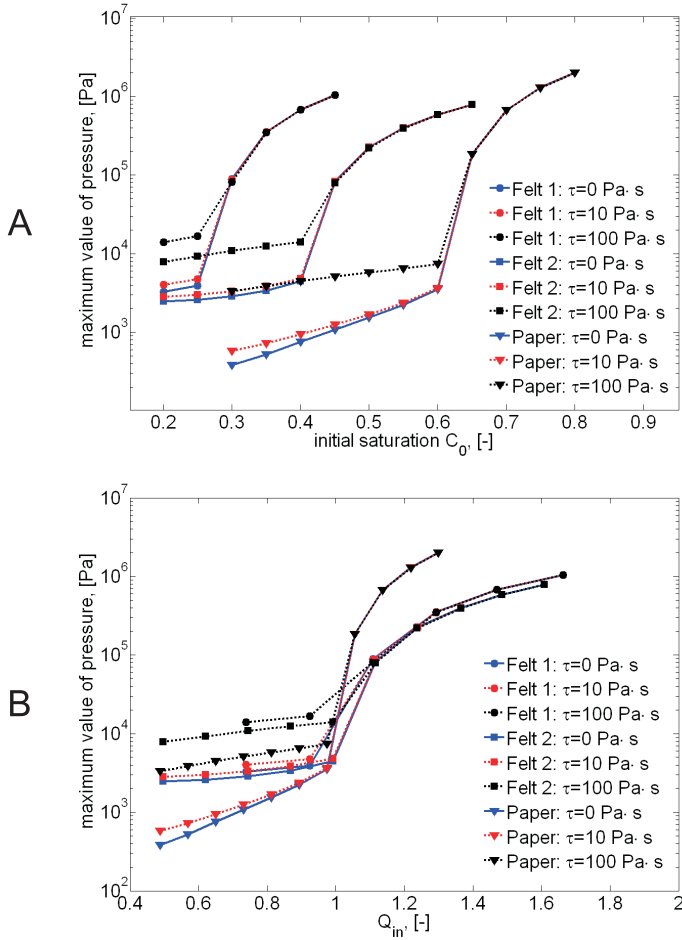 A
maximum value of pressure, [Pa]
10^7
10^6
10^5
10^4
10^3
0.2 0.3 0.4 0.5 0.6 0.7 0.8 0.9
initial saturation C_0, [-]
Felt 1: τ=0 Pa· s
Felt 1: τ=10 Pa· s
Felt 1: τ=100 Pa· s
Felt 2: τ=0 Pa· s
Felt 2: τ=10 Pa· s
Felt 2: τ=100 Pa· s
Paper: τ=0 Pa· s
Paper: τ=10 Pa· s
Paper: τ=100 Pa· s
B
maximum value of pressure, [Pa]
10^7
10^6
10^5
10^4
10^3
10^2
0.4 0.6 0.8 1 1.2 1.4 1.6 1.8 2
Q_in, [-]
Felt 1: τ=0 Pa· s
Felt 1: τ=10 Pa· s
Felt 1: τ=100 Pa· s
Felt 2: τ=0 Pa· s
Felt 2: τ=10 Pa· s
Felt 2: τ=100 Pa· s
Paper: τ=0 Pa· s
Paper: τ=10 Pa· s
Paper: τ=100 Pa· s